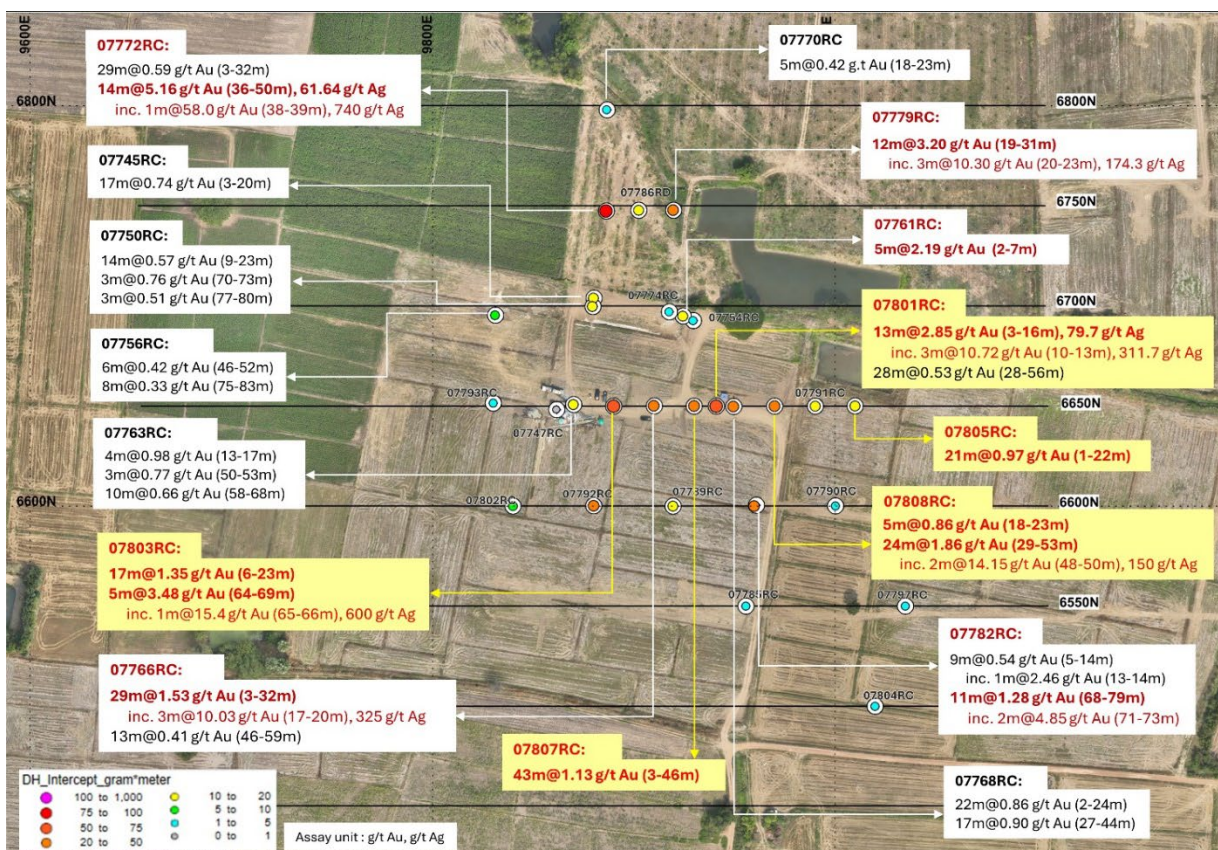 9600E
9800E
07772RC:
29m@0.59 g/t Au (3-32m)
14m@5.16 g/t Au (36-50m), 61.64 g/t Ag
inc. 1m@58.0 g/t Au (38-39m), 740 g/t Ag
07770RC
5m@0.42 g.t Au (18-23m)
6800N
6800N
07779RC:
12m@3.20 g/t Au (19-31m)
inc. 3m@10.30 g/t Au (20-23m), 174.3 g/t Ag
07745RC:
17m@0.74 g/t Au (3-20m)
07786RD
6750N
07750RC:
14m@0.57 g/t Au (9-23m)
3m@0.76 g/t Au (70-73m)
3m@0.51 g/t Au (77-80m)
07761RC:
5m@2.19 g/t Au (2-7m)
07774RC
07754RC
6700N
07801RC:
13m@2.85 g/t Au (3-16m), 79.7 g/t Ag
inc. 3m@10.72 g/t Au (10-13m), 311.7 g/t Ag
28m@0.53 g/t Au (28-56m)
07756RC:
6m@0.42 g/t Au (46-52m)
8m@0.33 g/t Au (75-83m)
07793RC
07791RC
6650N
07747RC
07763RC:
4m@0.98 g/t Au (13-17m)
3m@0.77 g/t Au (50-53m)
10m@0.66 g/t Au (58-68m)
07805RC:
21m@0.97 g/t Au (1-22m)
6600N
07802RC
07792RC
07789RC
07790RC
6600N
07808RC:
5m@0.86 g/t Au (18-23m)
24m@1.86 g/t Au (29-53m)
inc. 2m@14.15 g/t Au (48-50m), 150 g/t Ag
07803RC:
17m@1.35 g/t Au (6-23m)
5m@3.48 g/t Au (64-69m)
inc. 1m@15.4 g/t Au (65-66m), 600 g/t Ag
07785RC
07797RC
6550N
07782RC:
9m@0.54 g/t Au (5-14m)
inc. 1m@2.46 g/t Au (13-14m)
11m@1.28 g/t Au (68-79m)
inc. 2m@4.85 g/t Au (71-73m)
07766RC:
29m@1.53 g/t Au (3-32m)
inc. 3m@10.03 g/t Au (17-20m), 325 g/t Ag
13m@0.41 g/t Au (46-59m)
07804RC
07807RC:
43m@1.13 g/t Au (3-46m)
07768RC:
22m@0.86 g/t Au (2-24m)
17m@0.90 g/t Au (27-44m)
DH_Intercept_gram*meter
100 to 1,000
10 to 20
75 to 100
5 to 10
50 to 75
1 to 5
20 to 50
0 to 1
Assay unit : g/t Au, g/t Ag